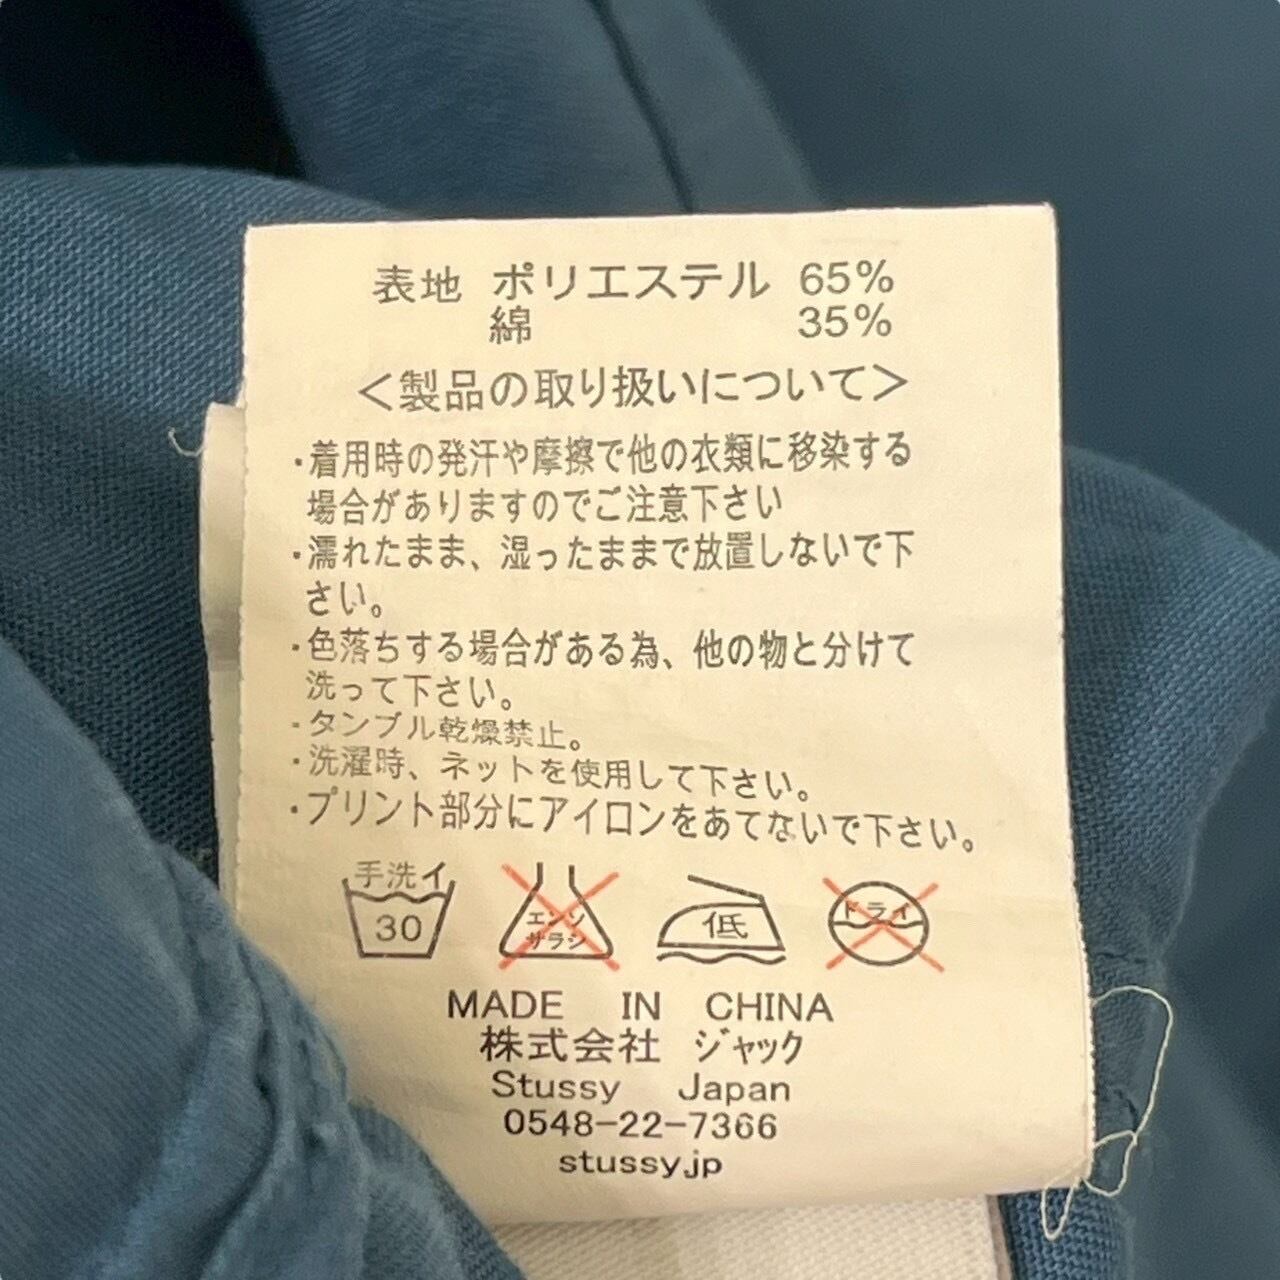 表地 ポリエステル 65%
綿 35%
＜製品の取り扱いについて＞
・着用時の発汗や摩擦で他の衣類に移染する
場合がありますのでご注意下さい
・濡れたまま、湿ったままで放置しないで下
さい。
・色落ちする場合がある為、他の物と分けて
洗って下さい。
・タンブル乾燥禁止。
・洗濯時、ネットを使用して下さい。
・プリント部分にアイロンをあてないで下さい。
手洗イ
30
エンソ
サラシ
低
ドライ
MADE IN CHINA
株式会社 ジャック
Stussy Japan
0548-22-7366
stussy.jp